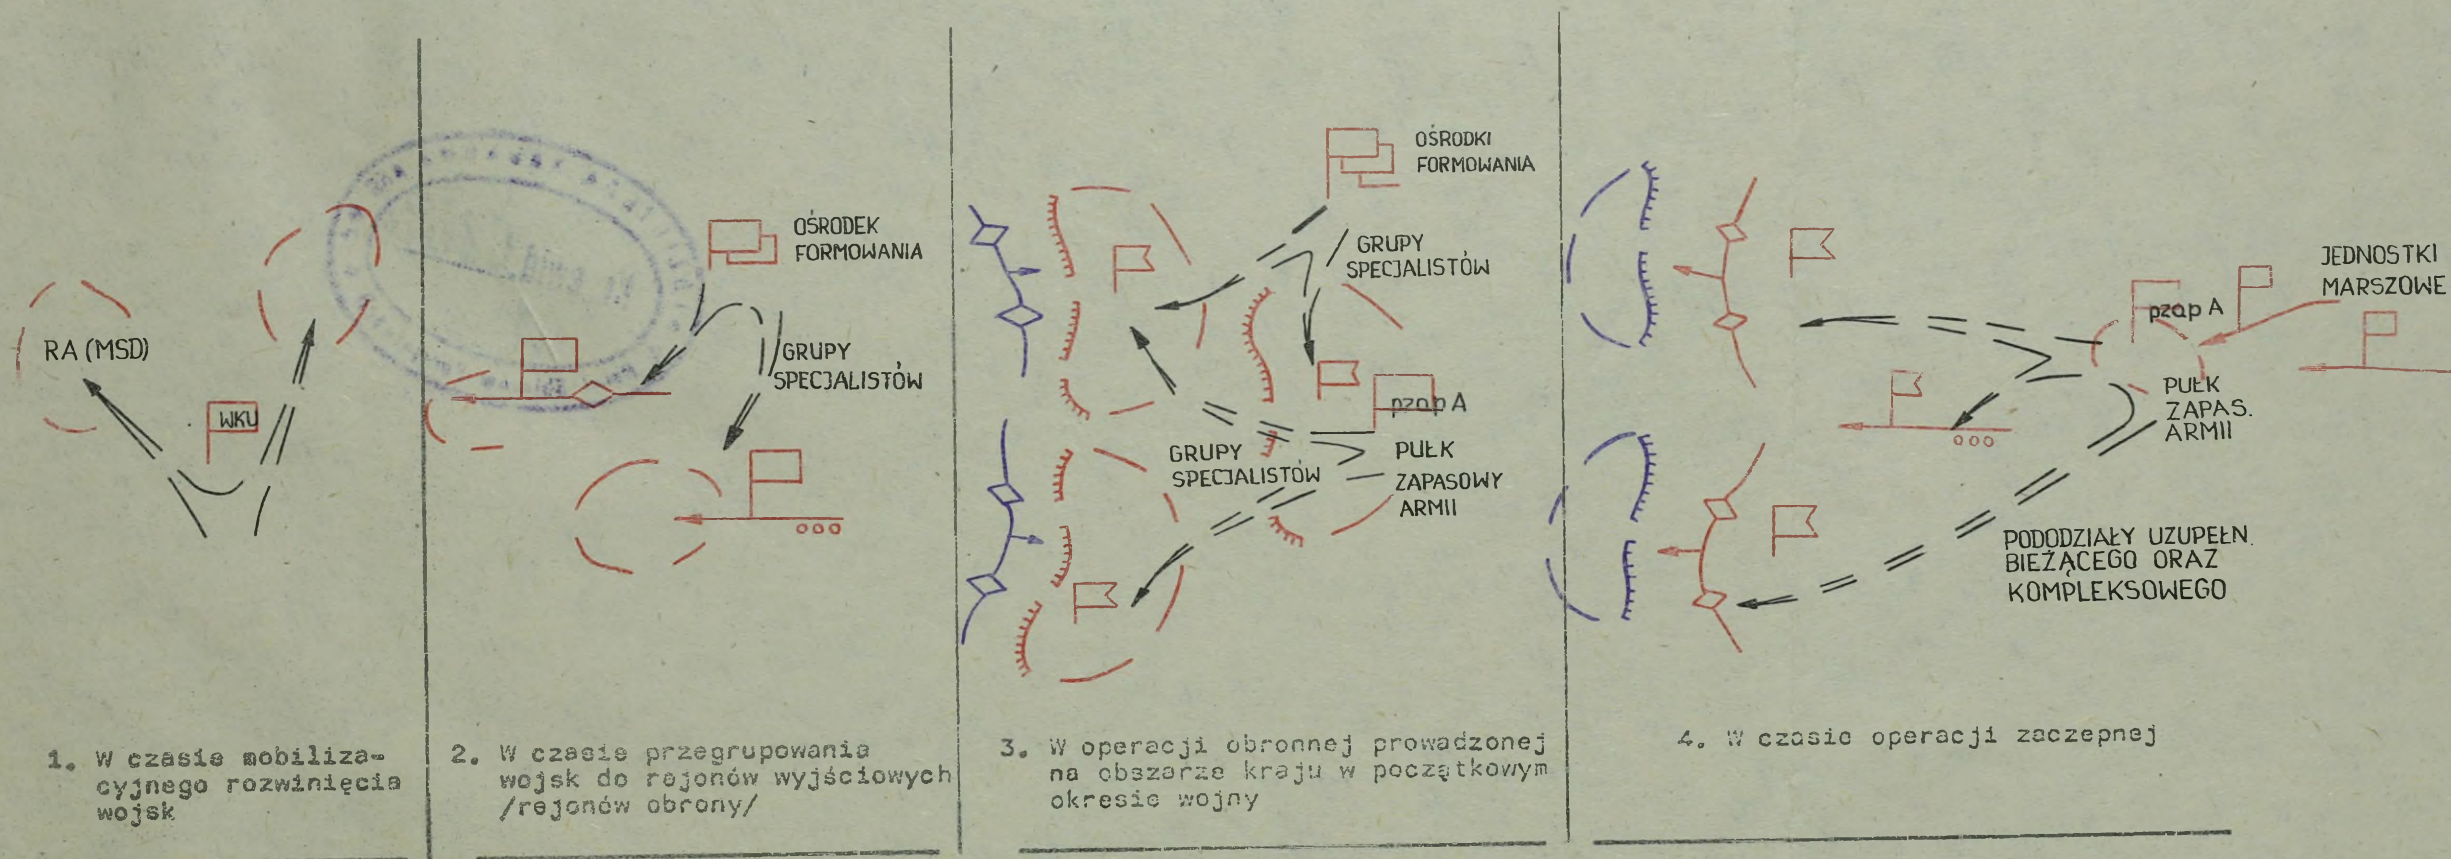 RA (MSD)
WKU
1. W czasie mobiliza-
cyjnego rozwinięcia
wojsk
OŚRODEK
FORMOWANIA
GRUPY
SPECJALISTÓW
2. W czasie przegrupowania
wojsk do rejonów wyjściowych
/rejonów obrony/
OŚRODKI
FORMOWANIA
GRUPY
SPECJALISTÓW
pzap A
GRUPY
SPECJALISTÓW
PUŁK
ZAPASOWY
ARMII
3. W operacji obronnej prowadzonej
na obszarze kraju w początkowym
okresie wojny
JEDNOSTKI
MARSZOWE
pzap A
PUŁK
ZAPAS.
ARMII
PODODZIAŁY UZUPEŁN.
BIEŻĄCEGO ORAZ
KOMPLEKSOWEGO
4. W czasie operacji zaczepnej